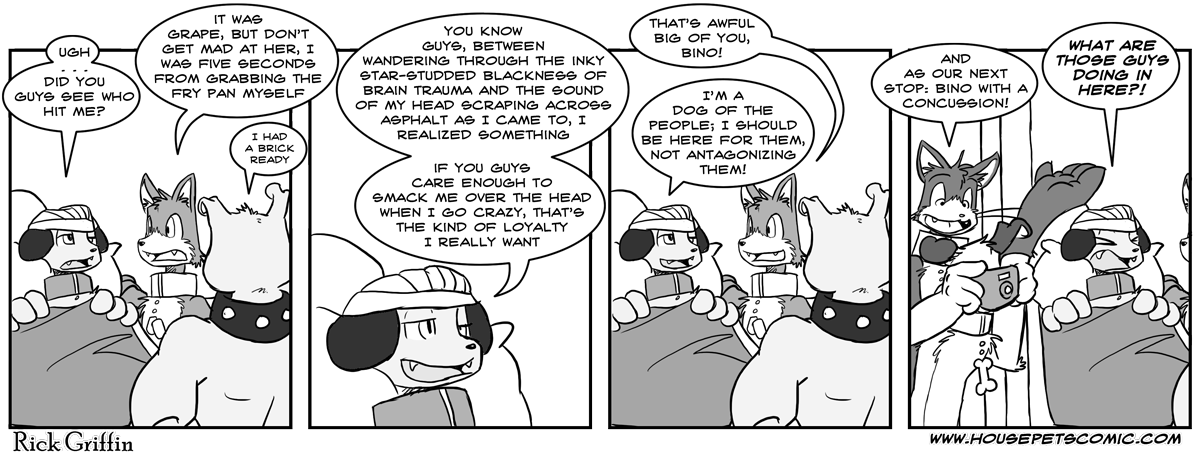 UGH
. . .
DID YOU
GUYS SEE WHO
HIT ME?
IT WAS
GRAPE, BUT DON'T
GET MAD AT HER, I
WAS FIVE SECONDS
FROM GRABBING THE
FRY PAN MYSELF
I HAD
A BRICK
READY
YOU KNOW
GUYS, BETWEEN
WANDERING THROUGH THE INKY
STAR-STUDDED BLACKNESS OF
BRAIN TRAUMA AND THE SOUND
OF MY HEAD SCRAPING ACROSS
ASPHALT AS I CAME TO, I
REALIZED SOMETHING
IF YOU GUYS
CARE ENOUGH TO
SMACK ME OVER THE HEAD
WHEN I GO CRAZY, THAT'S
THE KIND OF LOYALTY
I REALLY WANT
THAT'S AWFUL
BIG OF YOU,
BINO!
I'M A
DOG OF THE
PEOPLE; I SHOULD
BE HERE FOR THEM,
NOT ANTAGONIZING
THEM!
AND
AS OUR NEXT
STOP: BINO WITH A
CONCUSSION!
WHAT ARE
THOSE GUYS
DOING IN
HERE?!
Rick Griffin
WWW.HOUSEPETSCOMIC.COM